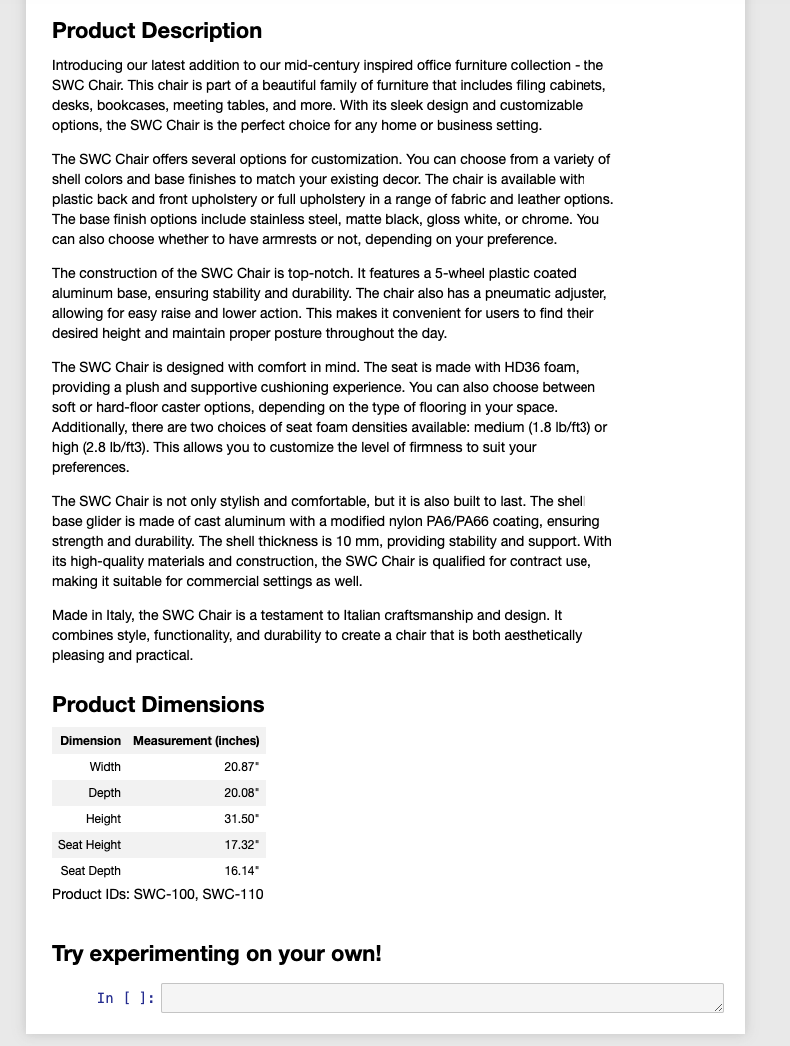 Product Description
Introducing our latest addition to our mid-century inspired office furniture collection - the
SWC Chair. This chair is part of a beautiful family of furniture that includes filing cabinets,
desks, bookcases, meeting tables, and more. With its sleek design and customizable
options, the SWC Chair is the perfect choice for any home or business setting.
The SWC Chair offers several options for customization. You can choose from a variety of
shell colors and base finishes to match your existing decor. The chair is available with
plastic back and front upholstery or full upholstery in a range of fabric and leather options.
The base finish options include stainless steel, matte black, gloss white, or chrome. You
can also choose whether to have armrests or not, depending on your preference.
The construction of the SWC Chair is top-notch. It features a 5-wheel plastic coated
aluminum base, ensuring stability and durability. The chair also has a pneumatic adjuster,
allowing for easy raise and lower action. This makes it convenient for users to find their
desired height and maintain proper posture throughout the day.
The SWC Chair is designed with comfort in mind. The seat is made with HD36 foam,
providing a plush and supportive cushioning experience. You can also choose between
soft or hard-floor caster options, depending on the type of flooring in your space.
Additionally, there are two choices of seat foam densities available: medium (1.8 lb/ft3) or
high (2.8 lb/ft3). This allows you to customize the level of firmness to suit your
preferences.
The SWC Chair is not only stylish and comfortable, but it is also built to last. The shell
base glider is made of cast aluminum with a modified nylon PA6/PA66 coating, ensuring
strength and durability. The shell thickness is 10 mm, providing stability and support. With
its high-quality materials and construction, the SWC Chair is qualified for contract use,
making it suitable for commercial settings as well.
Made in Italy, the SWC Chair is a testament to Italian craftsmanship and design. It
combines style, functionality, and durability to create a chair that is both aesthetically
pleasing and practical.
Product Dimensions
Dimension Measurement (inches)
Width 20.87"
Depth 20.08"
Height 31.50"
Seat Height 17.32"
Seat Depth 16.14"
Product IDs: SWC-100, SWC-110
Try experimenting on your own!
In [ ]: